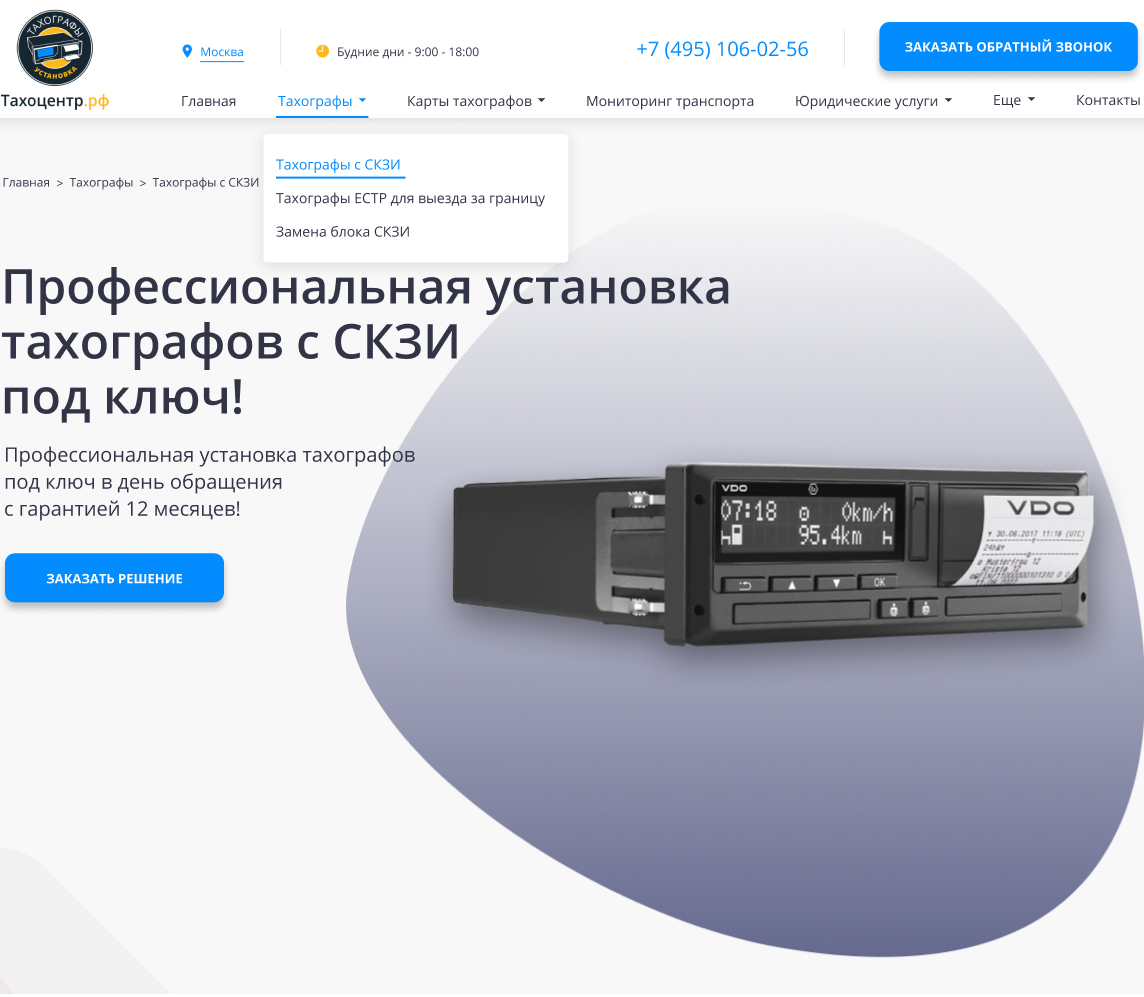 ТАХОГРАФЫ
УСТАНОВКА
Тахоцентр.рф
Москва
Будние дни - 9:00 - 18:00
+7 (495) 106-02-56
ЗАКАЗАТЬ ОБРАТНЫЙ ЗВОНОК
Главная
Тахографы
Карты тахографов
Мониторинг транспорта
Юридические услуги
Еще
Контакты
Тахографы с СКЗИ
Тахографы ЕСТР для выезда за границу
Замена блока СКЗИ
Главная > Тахографы > Тахографы с СКЗИ
Профессиональная установка
тахографов с СКЗИ
под ключ!
Профессиональная установка тахографов
под ключ в день обращения
с гарантией 12 месяцев!
ЗАКАЗАТЬ РЕШЕНИЕ
VDO
07:18 0km/h
95.4km
OK
VDO
30.06.2017 11:18 (UTC)
24h
Musterfrau 12
Krista 12